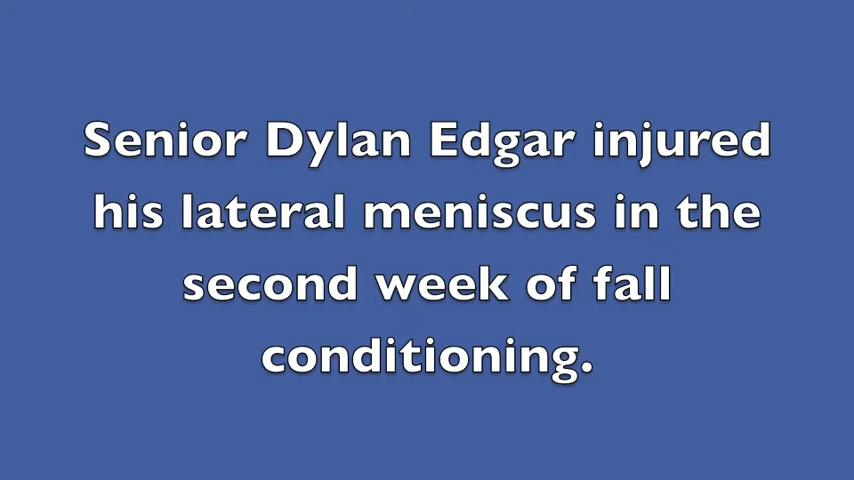 Senior Dylan Edgar injured
his lateral meniscus in the
second week of fall
conditioning.